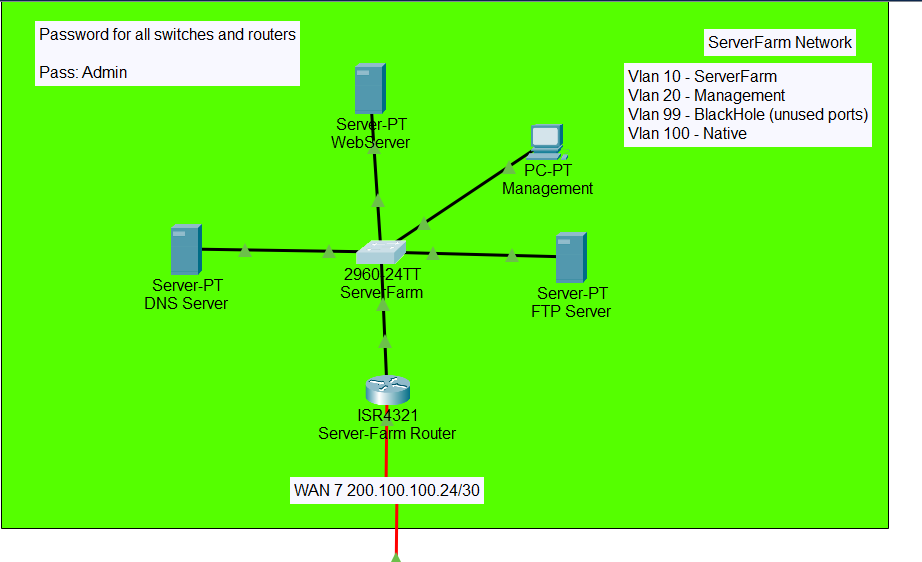 Password for all switches and routers
Pass: Admin
ServerFarm Network
Vlan 10 - ServerFarm
Vlan 20 - Management
Vlan 99 - BlackHole (unused ports)
Vlan 100 - Native
Server-PT
WebServer
PC-PT
Management
Server-PT
DNS Server
2960-24TT
ServerFarm
Server-PT
FTP Server
ISR4321
Server-Farm Router
WAN 7 200.100.100.24/30